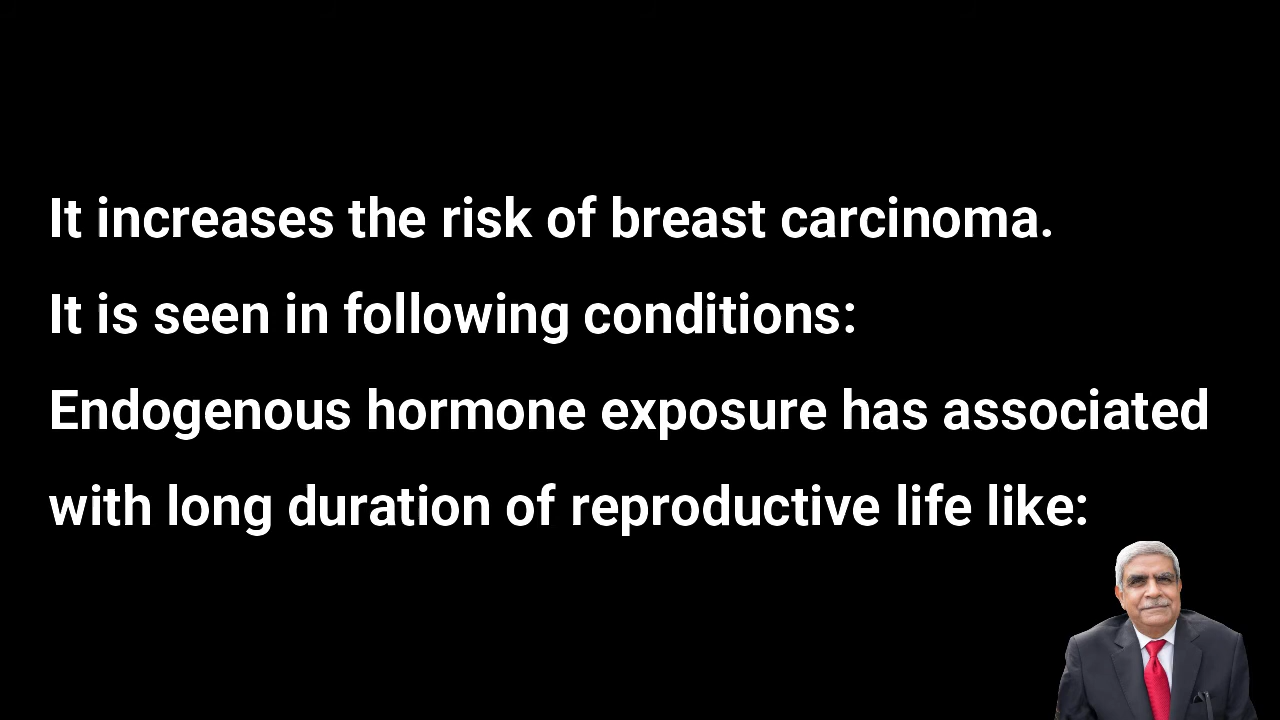 It increases the risk of breast carcinoma.
It is seen in following conditions:
Endogenous hormone exposure has associated
with long duration of reproductive life like: